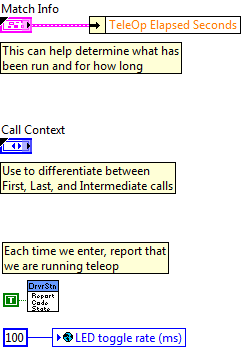 Match Info
TeleOp Elapsed Seconds
This can help determine what has
been run and for how long
Call Context
Use to differentiate between
First, Last, and Intermediate calls
Each time we enter, report that
we are running teleop
DrvrStn
Report
Code
State
T
100
LED toggle rate (ms)